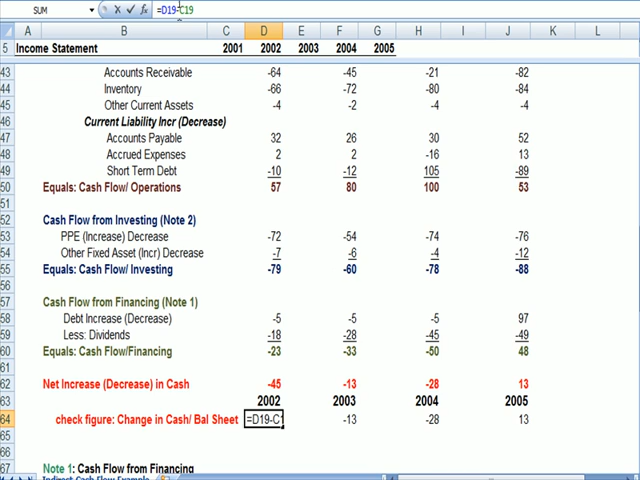 SUM =D19-C19
A B C D E F G H I J K L
5 Income Statement 2001 2002 2003 2004 2005
43 Accounts Receivable -64 -45 -21 -82
44 Inventory -66 -72 -80 -84
45 Other Current Assets -4 -2 -4 -4
46 Current Liability Incr (Decrease)
47 Accounts Payable 32 26 30 52
48 Accrued Expenses 2 2 -16 13
49 Short Term Debt -10 -12 105 -89
50 Equals: Cash Flow/ Operations 57 80 100 53
51
52 Cash Flow from Investing (Note 2)
53 PPE (Increase) Decrease -72 -54 -74 -76
54 Other Fixed Asset (Incr) Decrease -7 -6 -4 -12
55 Equals: Cash Flow/ Investing -79 -60 -78 -88
56
57 Cash Flow from Financing (Note 1)
58 Debt Increase (Decrease) -5 -5 -5 97
59 Less: Dividends -18 -28 -45 -49
60 Equals: Cash Flow/Financing -23 -33 -50 48
61
62 Net Increase (Decrease) in Cash -45 -13 -28 13
63 2002 2003 2004 2005
64 check figure: Change in Cash/ Bal Sheet =D19-C1 -13 -28 13
65
66
67 Note 1: Cash Flow from Financing
Indirect Cash Flow Example